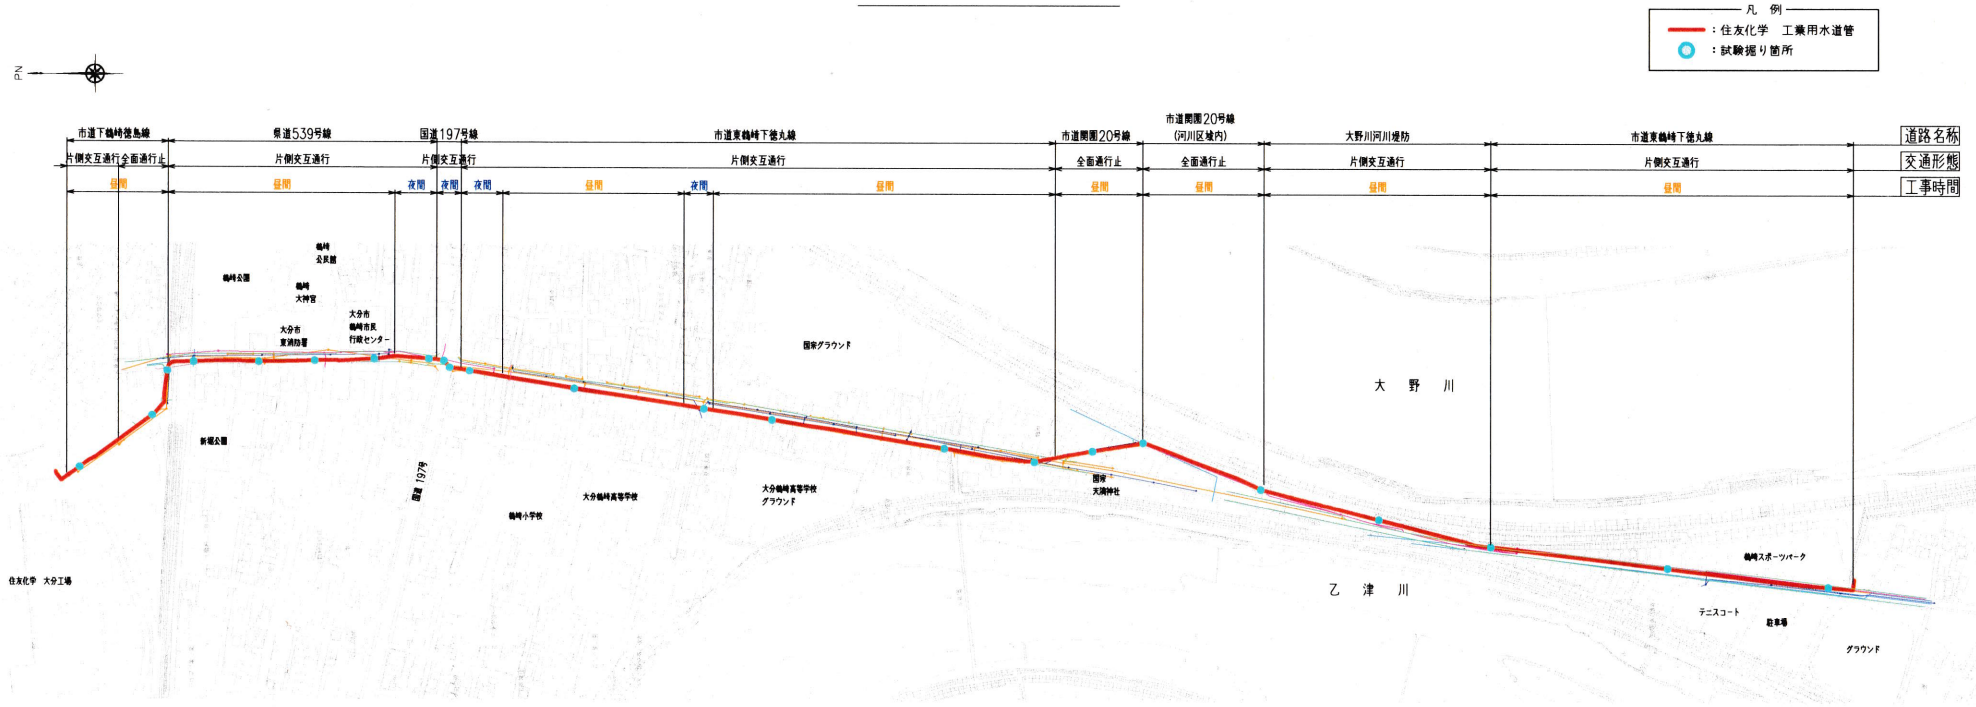 凡 例
：住友化学 工業用水道管
：試験掘り箇所
PN
市道下鶴崎徳島線
県道539号線
国道197号線
市道東鶴崎下徳丸線
市道関園20号線
市道関園20号線
(河川区域内)
大野川河川堤防
市道東鶴崎下徳丸線
道路名称
片側交互通行
全面通行止
片側交互通行
片側交互通行
片側交互通行
全面通行止
全面通行止
片側交互通行
片側交互通行
交通形態
昼間
昼間
夜間
夜間
夜間
昼間
夜間
昼間
昼間
昼間
昼間
昼間
工事時間
鶴崎
公民館
鶴崎公園
鶴崎
大神宮
大分市
東消防署
大分市
鶴崎市民
行政センター
国宗グラウンド
大 野 川
新堀公園
国道 197号
鶴崎小学校
大分鶴崎高等学校
大分鶴崎高等学校
グラウンド
国宗
天満神社
住友化学 大分工場
乙 津 川
鶴崎スポーツパーク
テニスコート
駐車場
グラウンド